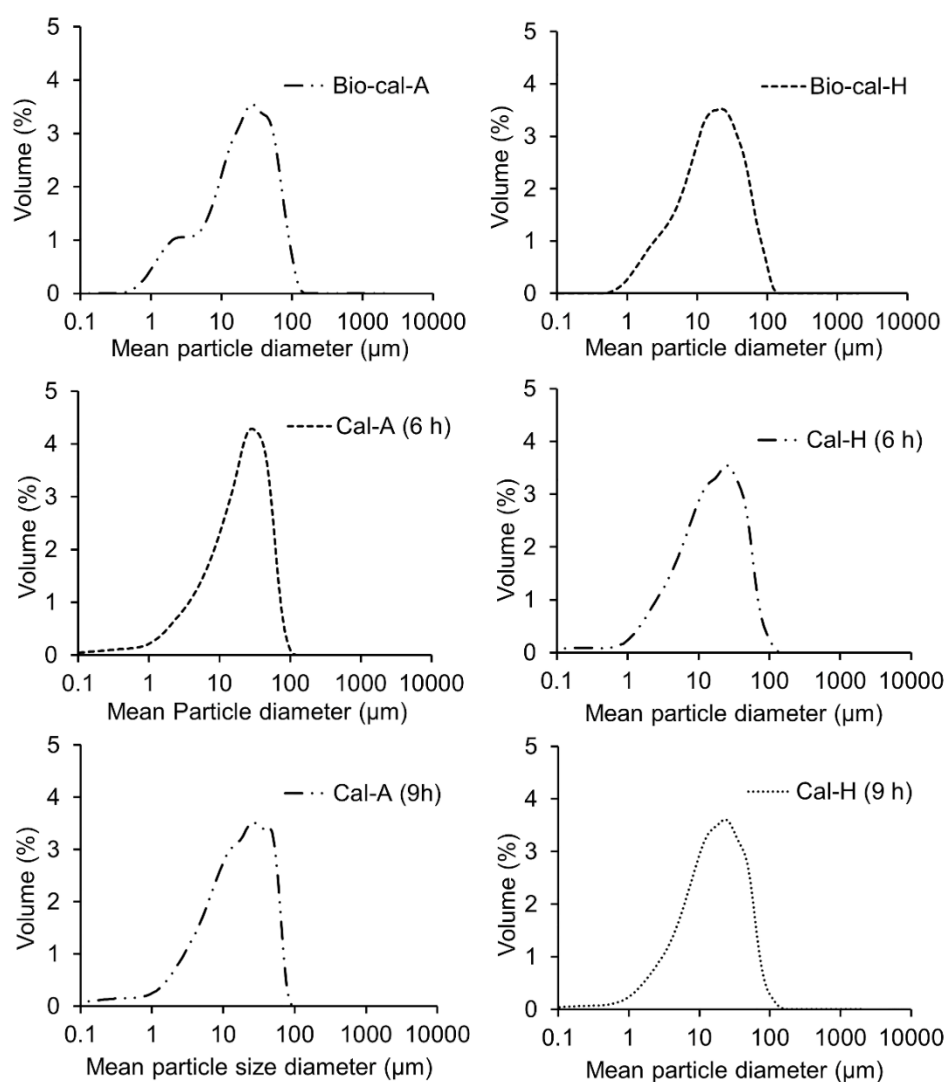 5
4
3
2
1
0
Volume (%)
Bio-cal-A
0.1 1 10 100 1000 10000
Mean particle diameter (µm)
5
4
3
2
1
0
Volume (%)
Bio-cal-H
0.1 1 10 100 1000 10000
Mean particle diameter (µm)
5
4
3
2
1
0
Volume (%)
Cal-A (6 h)
0.1 1 10 100 1000 10000
Mean Particle diameter (µm)
5
4
3
2
1
0
Volume (%)
Cal-H (6 h)
0.1 1 10 100 1000 10000
Mean particle diameter (µm)
5
4
3
2
1
0
Volume (%)
Cal-A (9h)
0.1 1 10 100 1000 10000
Mean particle size diameter (µm)
5
4
3
2
1
0
Volume (%)
Cal-H (9 h)
0.1 1 10 100 1000 10000
Mean particle diameter (µm)